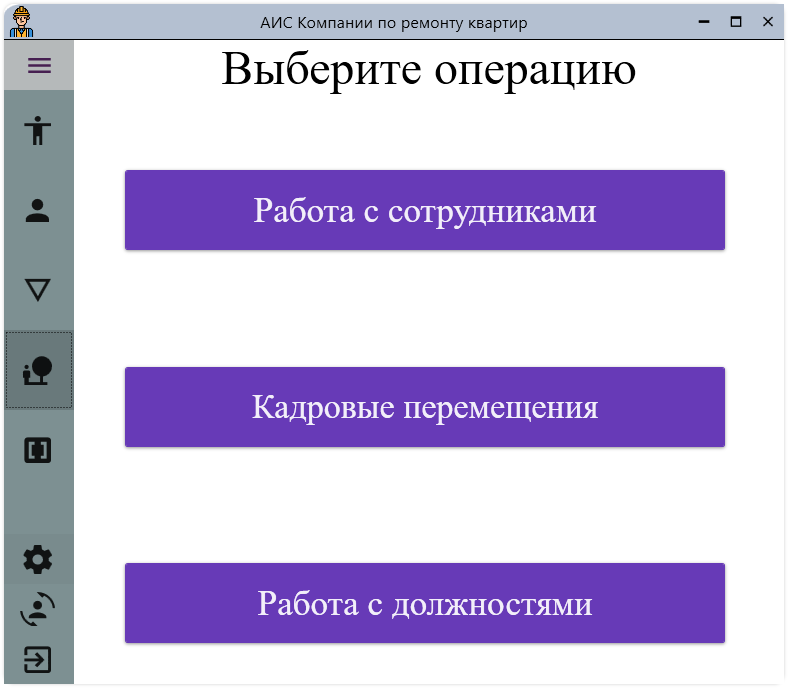 АИС Компании по ремонту квартир
Выберите операцию
Работа с сотрудниками
Кадровые перемещения
Работа с должностями